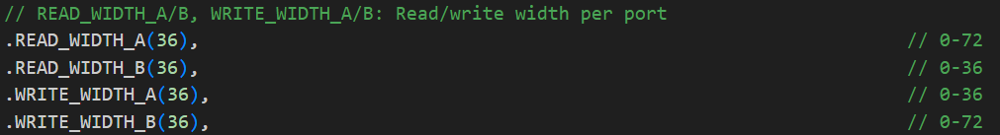 // READ_WIDTH_A/B, WRITE_WIDTH_A/B: Read/write width per port
.READ_WIDTH_A(36), // 0-72
.READ_WIDTH_B(36), // 0-36
.WRITE_WIDTH_A(36), // 0-36
.WRITE_WIDTH_B(36), // 0-72